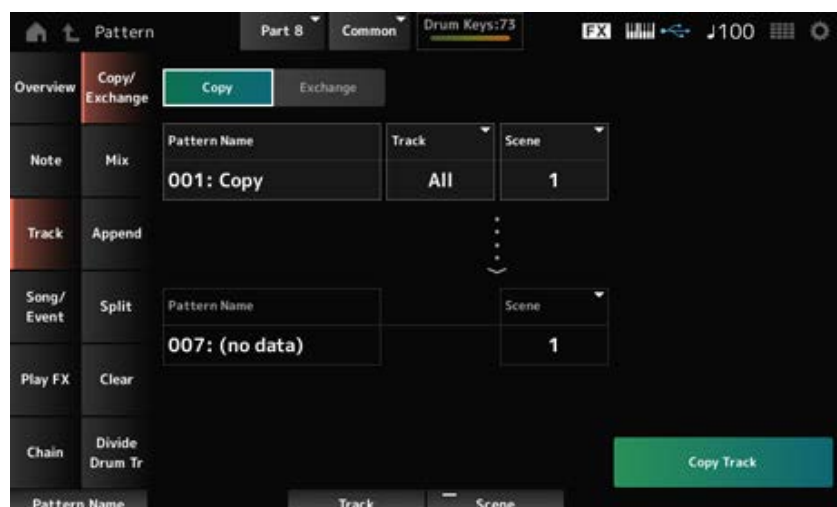 Pattern
Part 8
Common
Drum Keys:73
FX
♩100
Overview
Copy/
Exchange
Copy
Exchange
Note
Mix
Pattern Name
Track
Scene
001: Copy
All
1
Track
Append
Song/
Event
Split
Pattern Name
Scene
007: (no data)
1
Play FX
Clear
Chain
Divide
Drum Tr
Copy Track
Pattern Name
Track
Scene